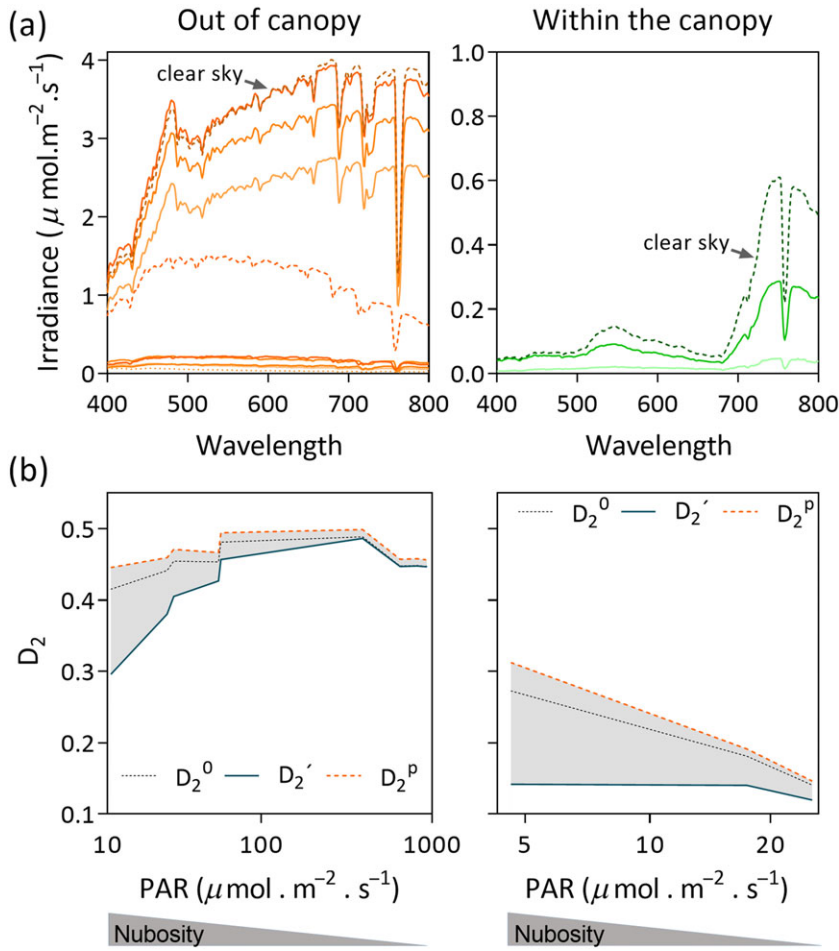 (a) Out of canopy Within the canopy
Irradiance (μ mol.m⁻².s⁻¹)
4
3
2
1
0
clear sky
400 500 600 700 800
Wavelength
1.0
0.8
0.6
0.4
0.2
0.0
clear sky
400 500 600 700 800
Wavelength
(b)
D₂
0.5
0.4
0.3
0.2
0.1
D₂⁰ D₂′ D₂ᵖ
10 100 1000
PAR (μ mol . m⁻² . s⁻¹)
Nubosity
D₂⁰ D₂′ D₂ᵖ
5 10 20
PAR (μ mol . m⁻² . s⁻¹)
Nubosity